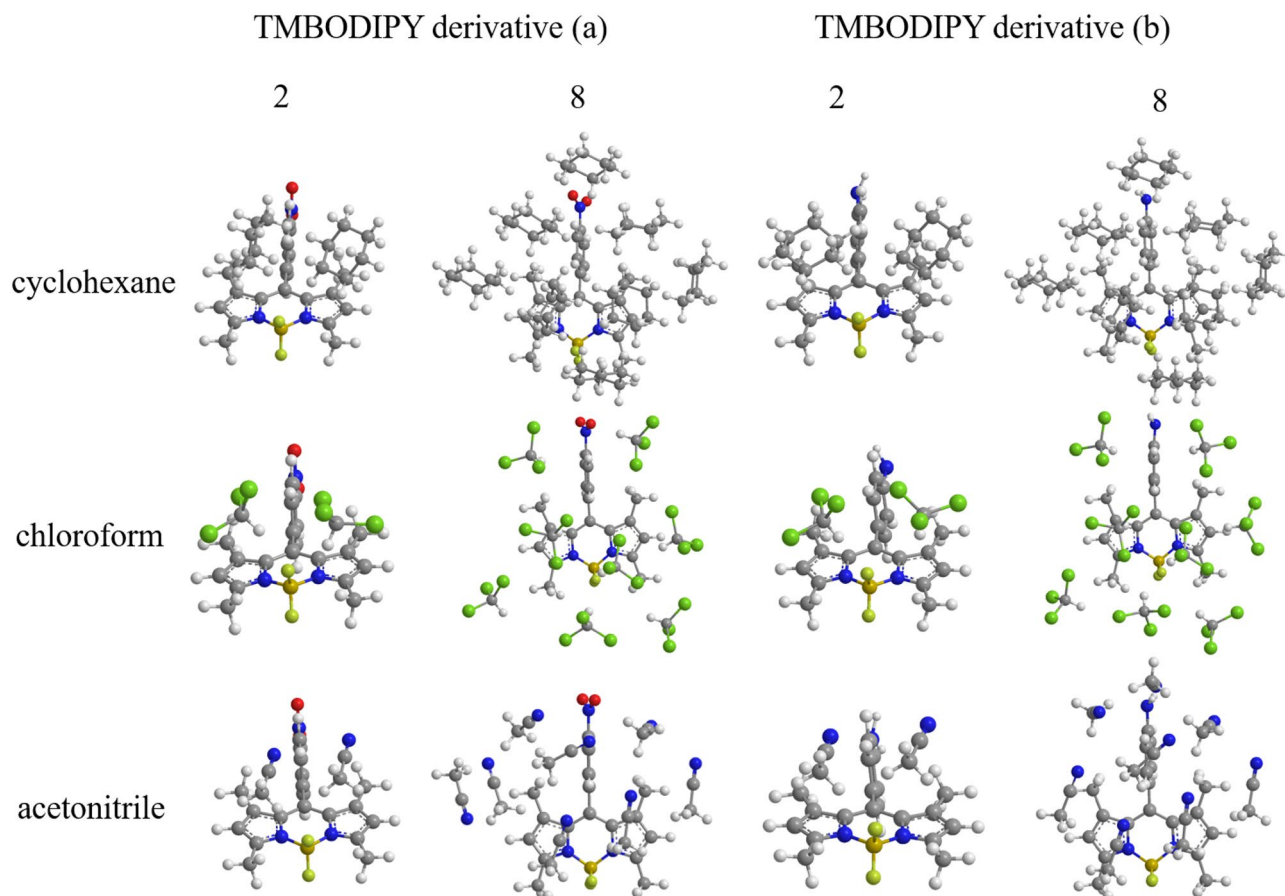 TMBODIPY derivative (a) TMBODIPY derivative (b)
2 8 2 8
cyclohexane
chloroform
acetonitrile